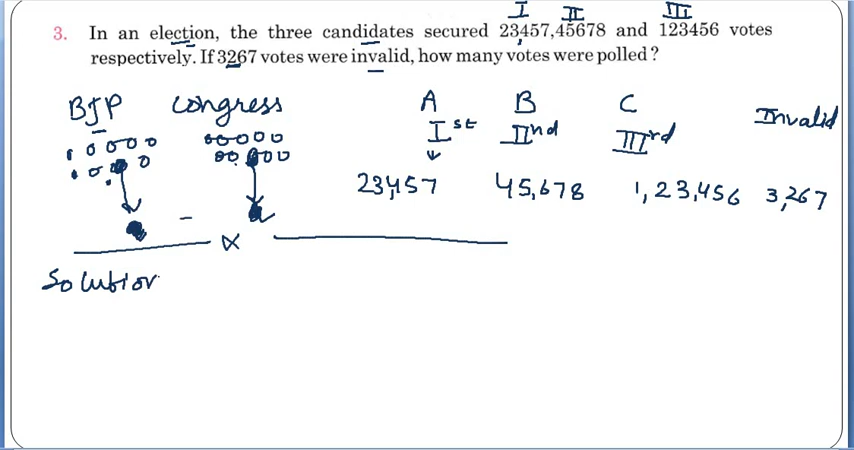 I II III
3. In an election, the three candidates secured 23457,45678 and 123456 votes
respectively. If 3267 votes were invalid, how many votes were polled ?
BJP Congress A B C Invalid
Ist IInd IIIrd
23,457 45,678 1,23,456 3,267
Solution